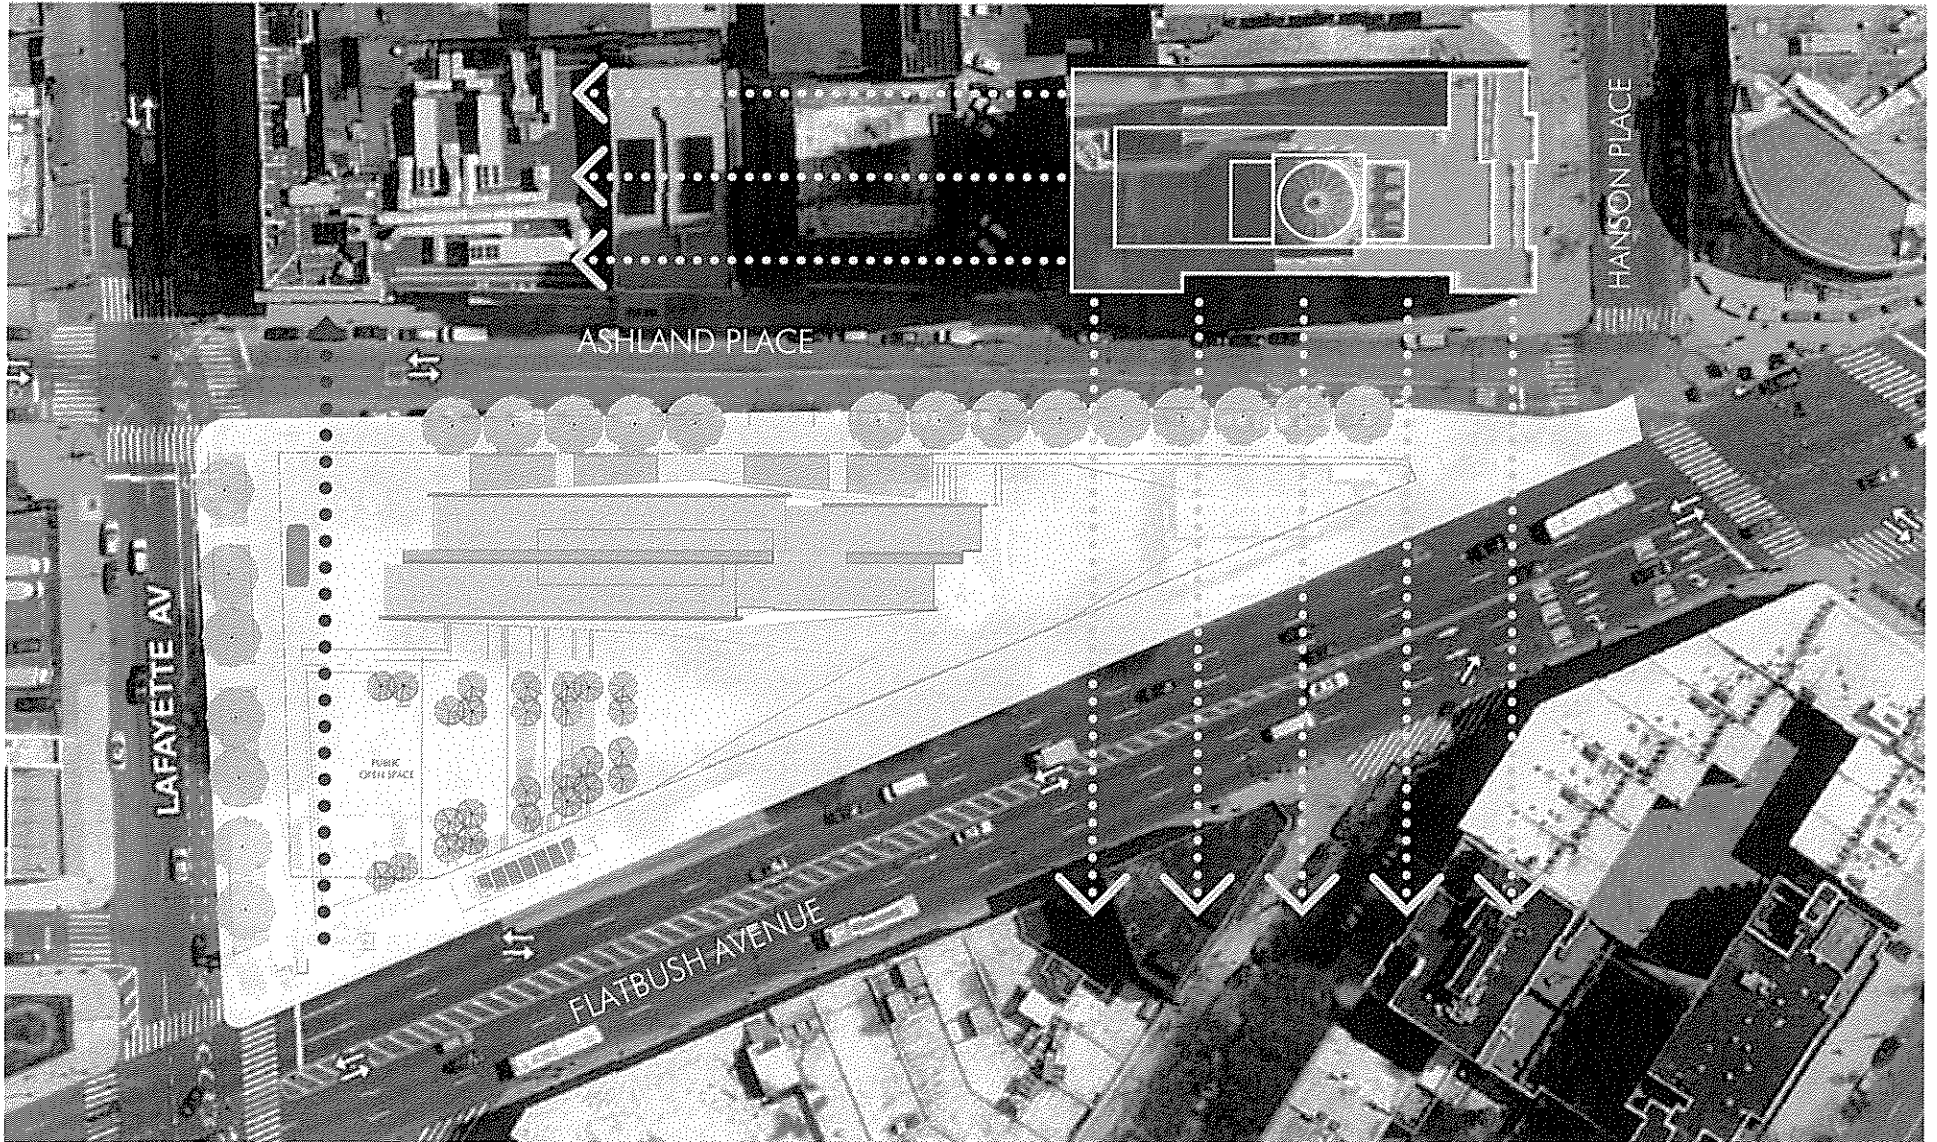 HANSON PLACE
ASHLAND PLACE
LAFAYETTE AV
PUBLIC
OPEN SPACE
FLATBUSH AVENUE